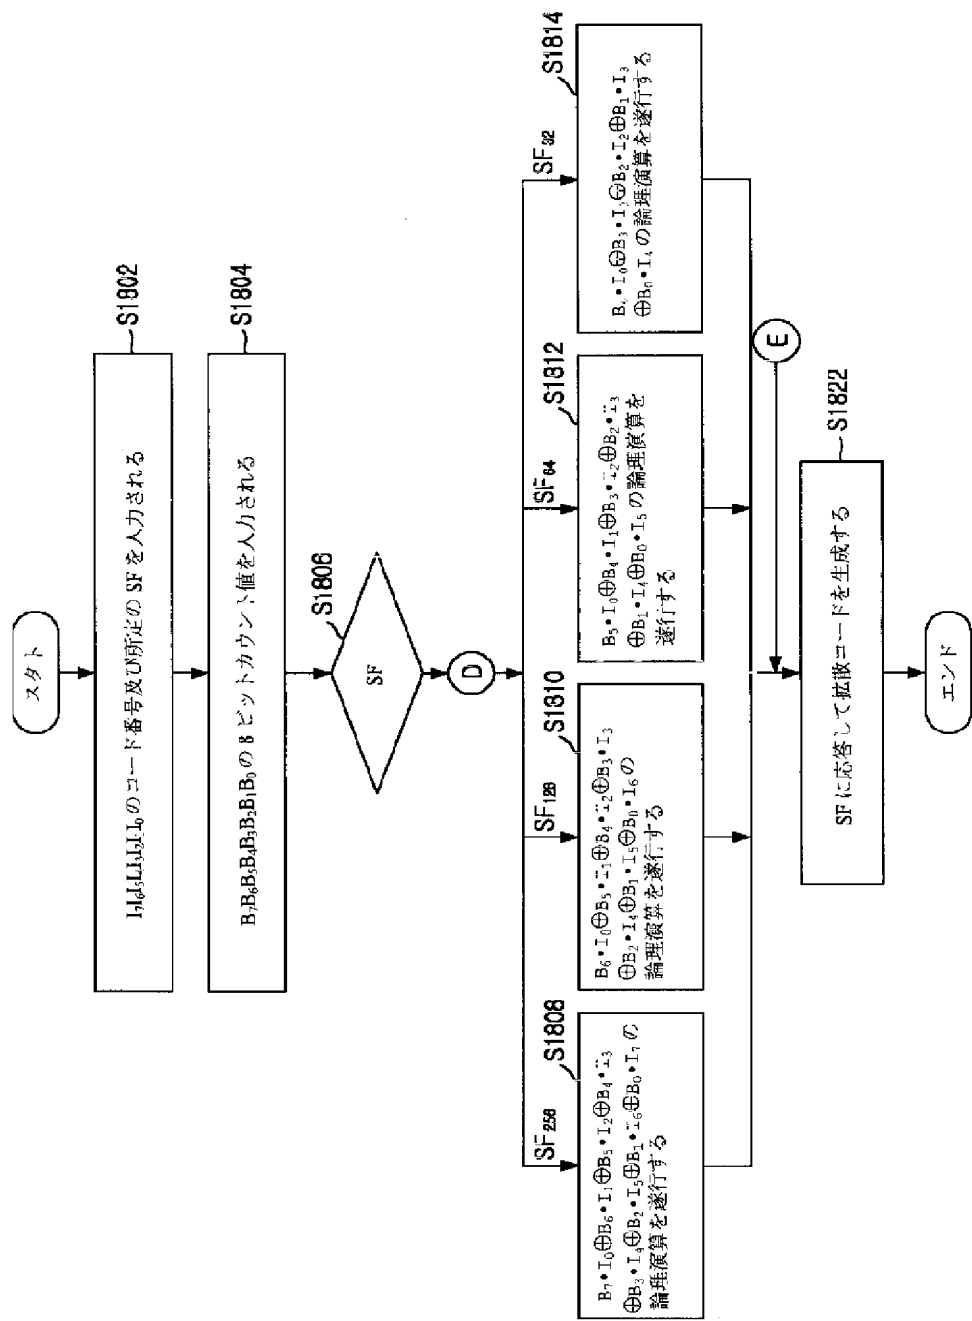 スタト
S1802
I₇I₆I₅I₄I₃I₂I₁I₀のコード番号及び所定のSFを入力される
S1804
B₇B₆B₅B₄B₃B₂B₁B₀の8ビットカウント値を入力される
S1806
SF
D
SF₂₅₆
S1808
B₇•I₀⊕B₆•I₁⊕B₅•I₂⊕B₄•I₃
⊕B₃•I₄⊕B₂•I₅⊕B₁•I₆⊕B₀•I₇の
論理演算を遂行する
SF₁₂₈
S1810
B₆•I₀⊕B₅•I₁⊕B₄•I₂⊕B₃•I₃
⊕B₂•I₄⊕B₁•I₅⊕B₀•I₆の
論理演算を遂行する
SF₆₄
S1812
B₅•I₀⊕B₄•I₁⊕B₃•I₂⊕B₂•I₃
⊕B₁•I₄⊕B₀•I₅の論理演算を
遂行する
SF₃₂
S1814
B₄•I₀⊕B₃•I₁⊕B₂•I₂⊕B₁•I₃
⊕B₀•I₄の論理演算を遂行する
E
S1822
SFに応答して拡散コードを生成する
エンド